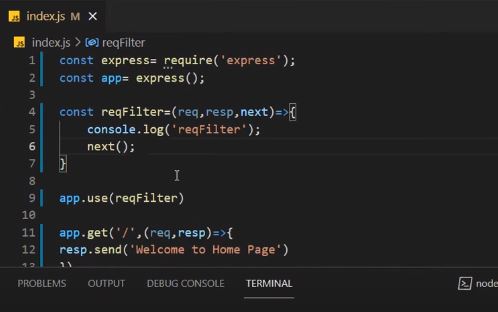 JS index.js M X
JS index.js > reqFilter
1 const express= require('express');
2 const app= express();
3
4 const reqFilter=(req,resp,next)=>{
5 console.log('reqFilter');
6 next();
7 }
8
9 app.use(reqFilter)
10
11 app.get('/',(req,resp)=>{
12 resp.send('Welcome to Home Page')
13 })
PROBLEMS OUTPUT DEBUG CONSOLE TERMINAL node